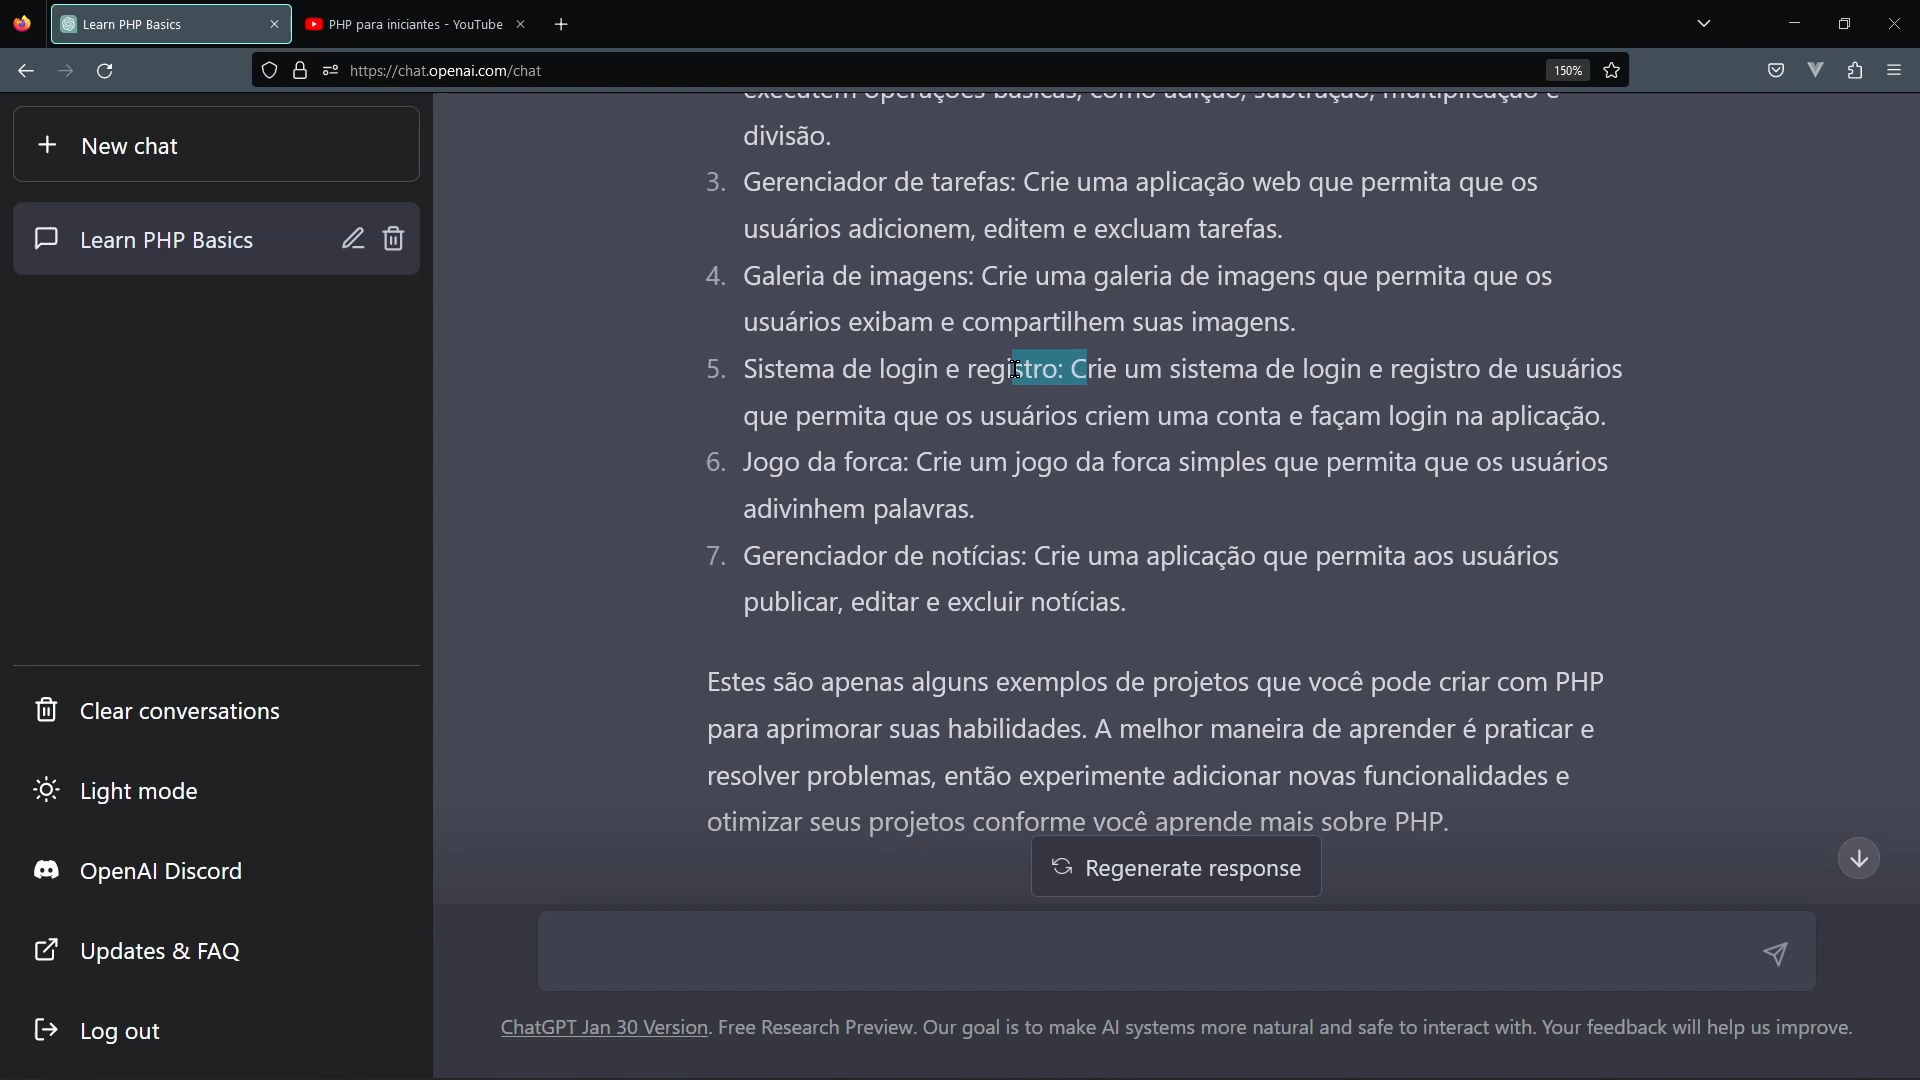 Learn PHP Basics
PHP para iniciantes - YouTube
https://chat.openai.com/chat
150%
New chat
Learn PHP Basics
Clear conversations
Light mode
OpenAI Discord
Updates & FAQ
Log out
executem operações básicas, como adição, subtração, multiplicação e
divisão.
3. Gerenciador de tarefas: Crie uma aplicação web que permita que os
usuários adicionem, editem e excluam tarefas.
4. Galeria de imagens: Crie uma galeria de imagens que permita que os
usuários exibam e compartilhem suas imagens.
5. Sistema de login e registro: Crie um sistema de login e registro de usuários
que permita que os usuários criem uma conta e façam login na aplicação.
6. Jogo da forca: Crie um jogo da forca simples que permita que os usuários
adivinhem palavras.
7. Gerenciador de notícias: Crie uma aplicação que permita aos usuários
publicar, editar e excluir notícias.
Estes são apenas alguns exemplos de projetos que você pode criar com PHP
para aprimorar suas habilidades. A melhor maneira de aprender é praticar e
resolver problemas, então experimente adicionar novas funcionalidades e
otimizar seus projetos conforme você aprende mais sobre PHP.
Regenerate response
ChatGPT Jan 30 Version. Free Research Preview. Our goal is to make AI systems more natural and safe to interact with. Your feedback will help us improve.